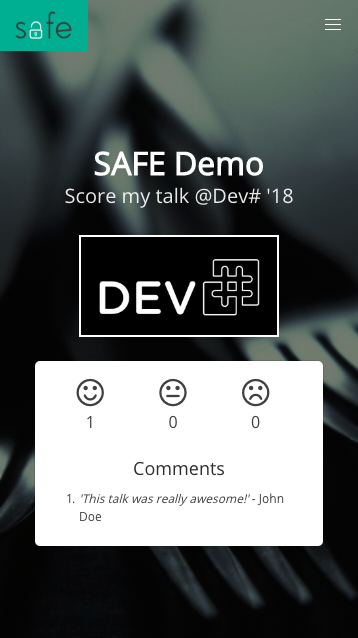 safe
SAFE Demo
Score my talk @Dev# '18
DEV#
1
0
0
Comments
1. 'This talk was really awesome!' - John
Doe